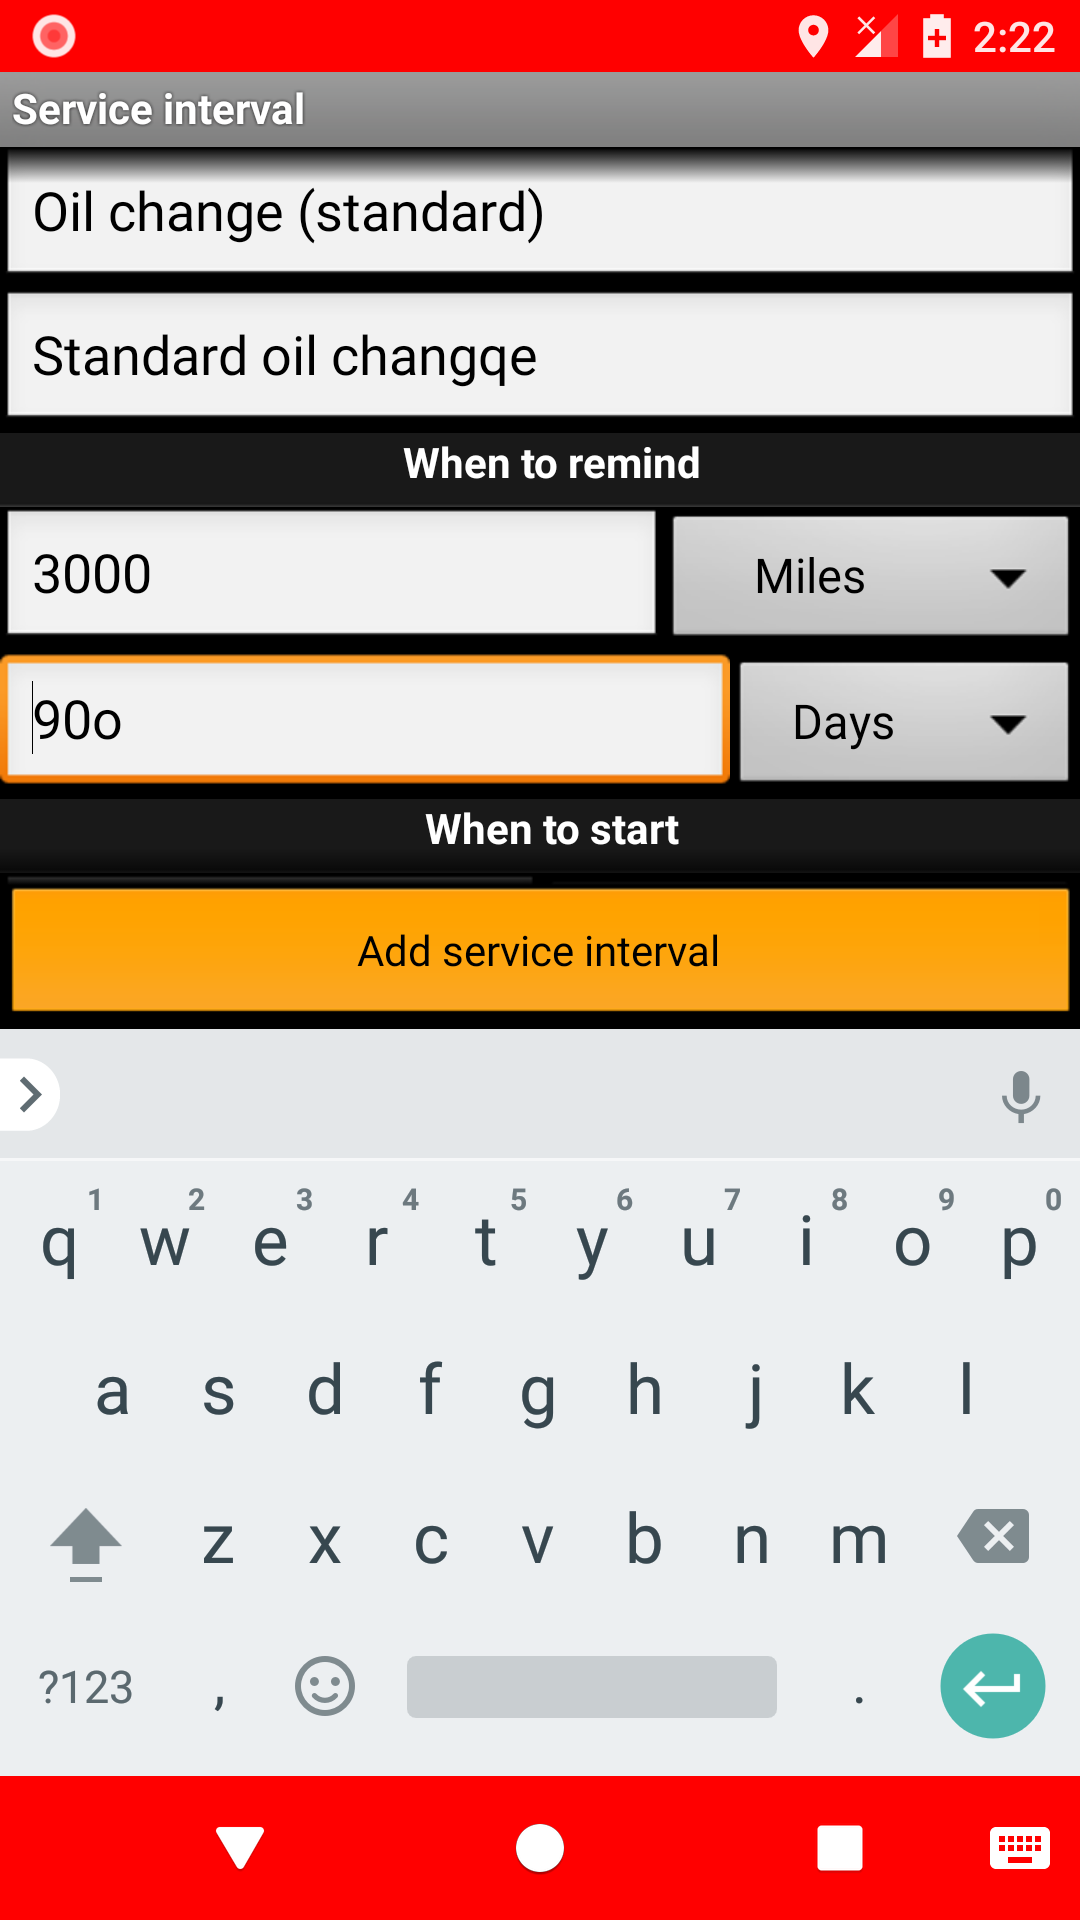 2:22
Service interval
Oil change (standard)
Standard oil changqe
When to remind
3000 Miles
90o Days
When to start
Add service interval
1 2 3 4 5 6 7 8 9 0
q w e r t y u i o p
a s d f g h j k l
z x c v b n m
?123 , .